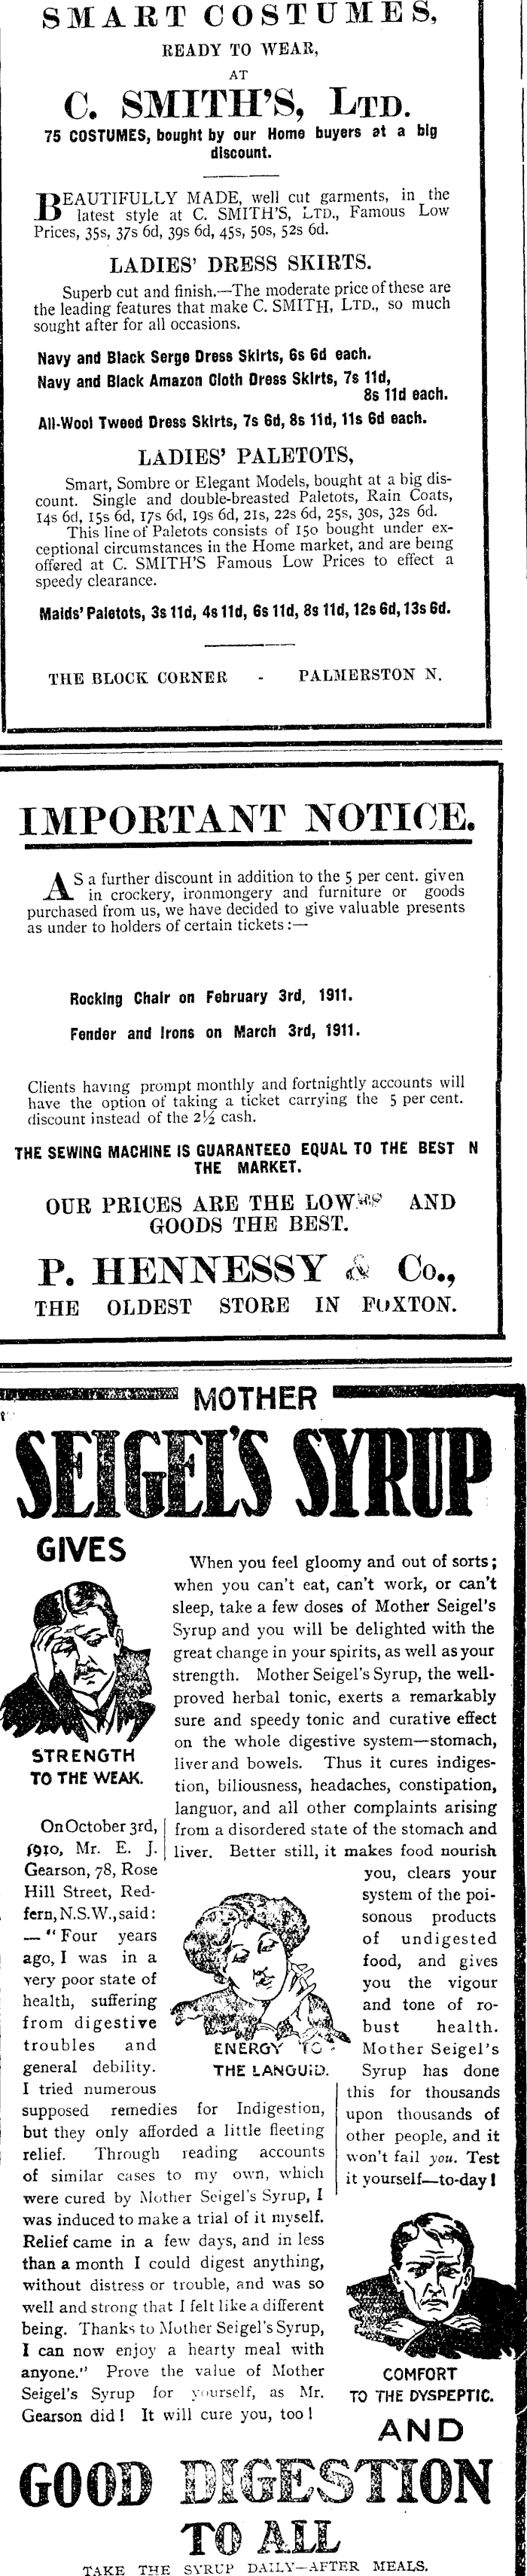 SMART COSTUMES,
READY TO WEAR,
AT
C. SMITH'S, LTD.
75 COSTUMES, bought by our Home buyers at a big
discount.
BEAUTIFULLY MADE, well cut garments, in the
latest style at C. SMITH'S, LTD., Famous Low
Prices, 35s, 37s 6d, 39s 6d, 45s, 50s, 52s 6d.
LADIES' DRESS SKIRTS.
Superb cut and finish.—The moderate price of these are
the leading features that make C. SMITH, LTD., so much
sought after for all occasions.
Navy and Black Serge Dress Skirts, 6s 6d each.
Navy and Black Amazon Cloth Dress Skirts, 7s 11d,
8s 11d each.
All-Wool Tweed Dress Skirts, 7s 6d, 8s 11d, 11s 6d each.
LADIES' PALETOTS,
Smart, Sombre or Elegant Models, bought at a big dis-
count. Single and double-breasted Paletots, Rain Coats,
14s 6d, 15s 6d, 17s 6d, 19s 6d, 21s, 22s 6d, 25s, 30s, 32s 6d.
This line of Paletots consists of 150 bought under ex-
ceptional circumstances in the Home market, and are being
offered at C. SMITH'S Famous Low Prices to effect a
speedy clearance.
Maids' Paletots, 3s 11d, 4s 11d, 6s 11d, 8s 11d, 12s 6d, 13s 6d.
THE BLOCK CORNER - PALMERSTON N.
IMPORTANT NOTICE.
AS a further discount in addition to the 5 per cent. given
in crockery, ironmongery and furniture or goods
purchased from us, we have decided to give valuable presents
as under to holders of certain tickets :—
Rocking Chair on February 3rd, 1911.
Fender and Irons on March 3rd, 1911.
Clients having prompt monthly and fortnightly accounts will
have the option of taking a ticket carrying the 5 per cent.
discount instead of the 2½ cash.
THE SEWING MACHINE IS GUARANTEED EQUAL TO THE BEST N
THE MARKET.
OUR PRICES ARE THE LOWEST AND
GOODS THE BEST.
P. HENNESSY & Co.,
THE OLDEST STORE IN FOXTON.
MOTHER
SEIGEL'S SYRUP
GIVES
STRENGTH
TO THE WEAK.
When you feel gloomy and out of sorts;
when you can't eat, can't work, or can't
sleep, take a few doses of Mother Seigel's
Syrup and you will be delighted with the
great change in your spirits, as well as your
strength. Mother Seigel's Syrup, the well-
proved herbal tonic, exerts a remarkably
sure and speedy tonic and curative effect
on the whole digestive system—stomach,
liver and bowels. Thus it cures indiges-
tion, biliousness, headaches, constipation,
languor, and all other complaints arising
from a disordered state of the stomach and
liver. Better still, it makes food nourish
you, clears your
system of the poi-
sonous products
of undigested
food, and gives
you the vigour
and tone of ro-
bust health.
Mother Seigel's
Syrup has done
this for thousands
upon thousands of
other people, and it
won't fail you. Test
it yourself—to-day!
On October 3rd,
1910, Mr. E. J.
Gearson, 78, Rose
Hill Street, Red-
fern, N.S.W., said:
—"Four years
ago, I was in a
very poor state of
health, suffering
from digestive
troubles and
general debility.
I tried numerous
supposed remedies for Indigestion,
but they only afforded a little fleeting
relief. Through reading accounts
of similar cases to my own, which
were cured by Mother Seigel's Syrup, I
was induced to make a trial of it myself.
Relief came in a few days, and in less
than a month I could digest anything,
without distress or trouble, and was so
well and strong that I felt like a different
being. Thanks to Mother Seigel's Syrup,
I can now enjoy a hearty meal with
anyone." Prove the value of Mother
Seigel's Syrup for yourself, as Mr.
Gearson did! It will cure you, too!
ENERGY TO
THE LANGUID.
COMFORT
TO THE DYSPEPTIC.
AND
GOOD DIGESTION
TO ALL
TAKE THE SYRUP DAILY—AFTER MEALS.